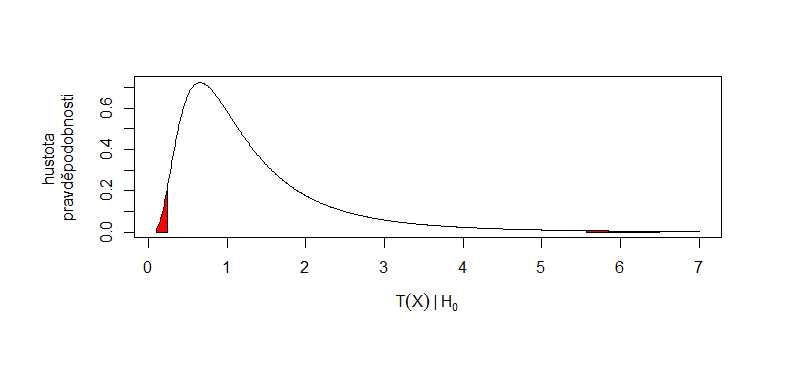 hustota
pravděpodobnosti
0.0 0.2 0.4 0.6
0 1 2 3 4 5 6 7
T(X) | H₀